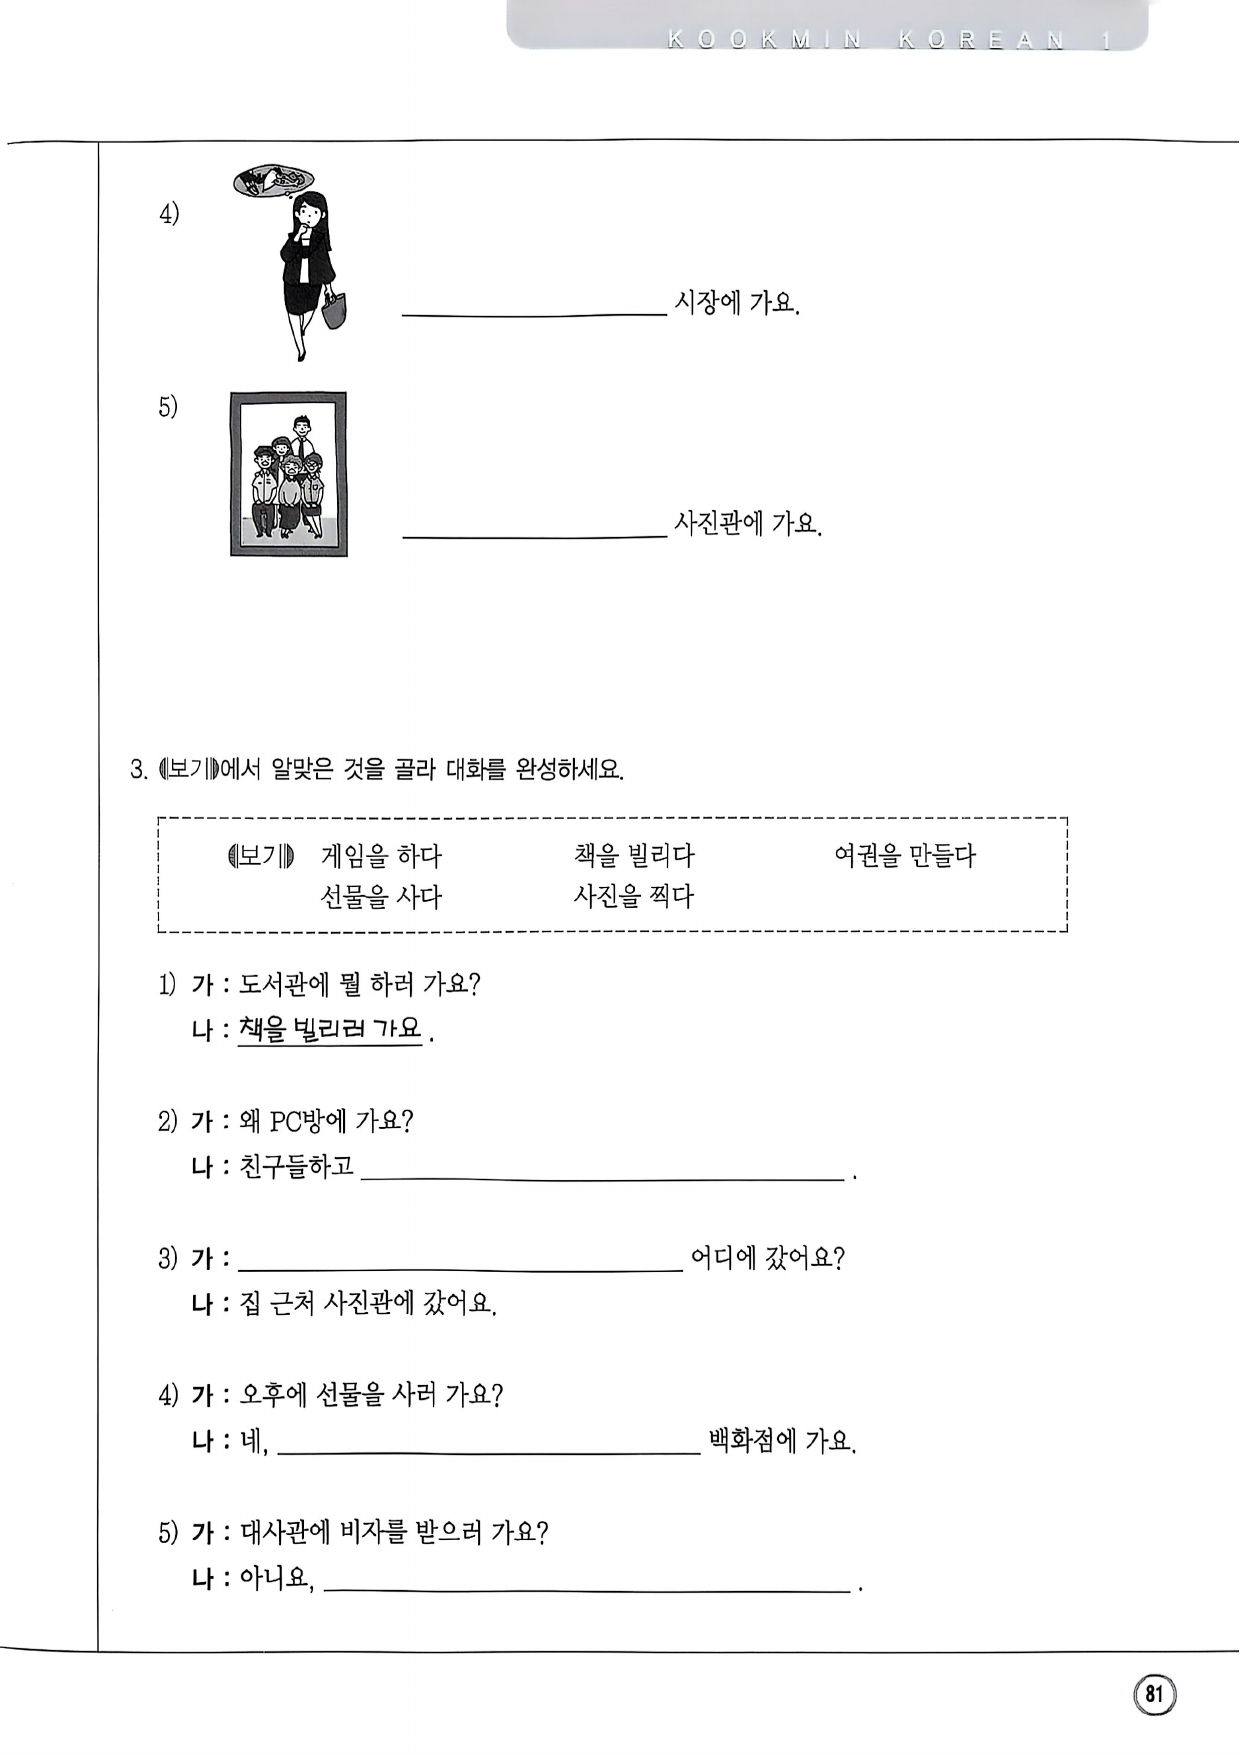 KOOKMIN KOREAN 1
4)
시장에 가요.
5)
사진관에 가요.
3. 《보기》에서 알맞은 것을 골라 대화를 완성하세요.
《보기》 게임을 하다 책을 빌리다 여권을 만들다
선물을 사다 사진을 찍다
1) 가 : 도서관에 뭘 하러 가요?
나 : 책을 빌리러 가요 .
2) 가 : 왜 PC방에 가요?
나 : 친구들하고 ______ .
3) 가 : ______ 어디에 갔어요?
나 : 집 근처 사진관에 갔어요.
4) 가 : 오후에 선물을 사러 가요?
나 : 네, ______ 백화점에 가요.
5) 가 : 대사관에 비자를 받으러 가요?
나 : 아니요, ______ .
81